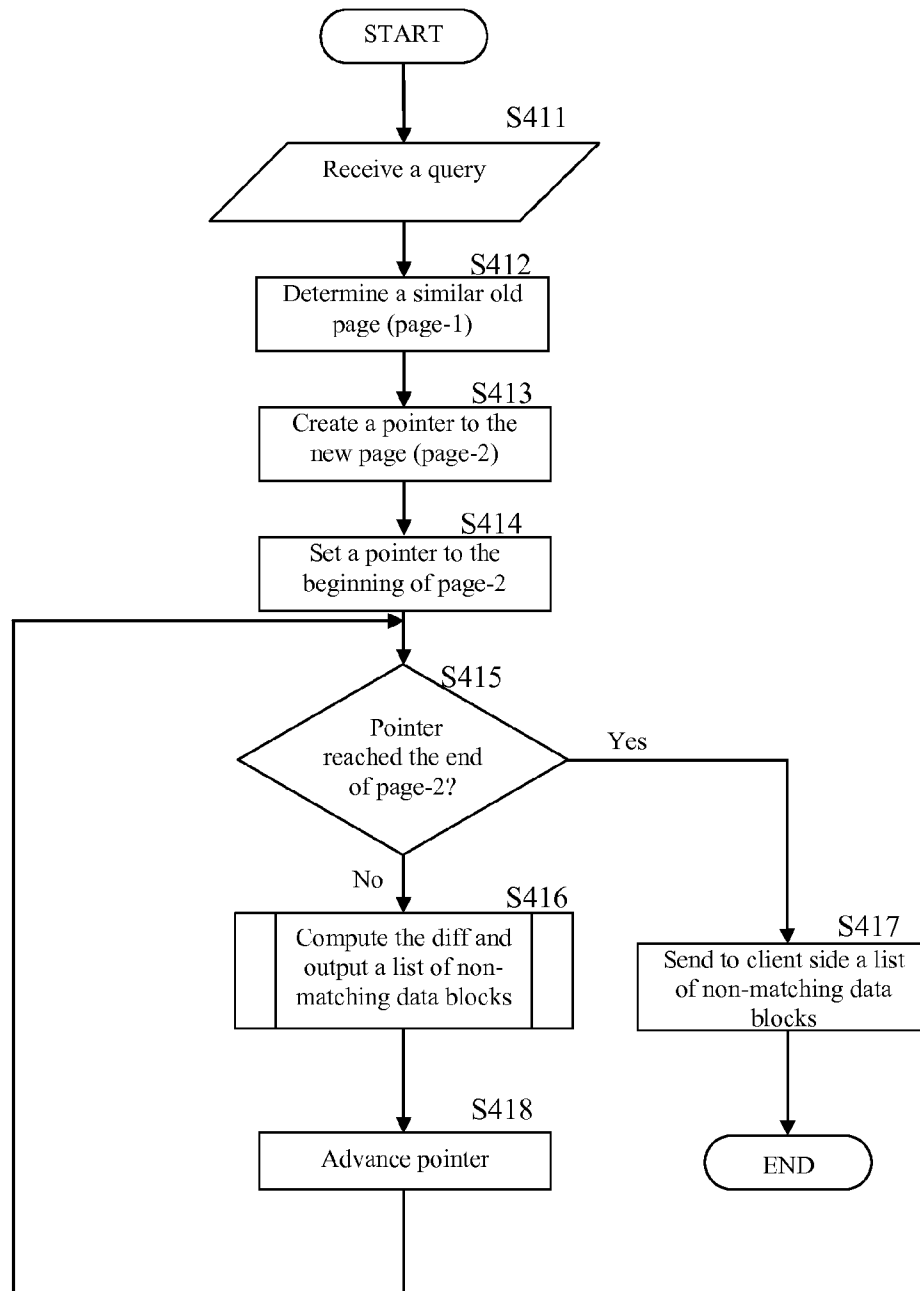 START
S411
Receive a query
S412
Determine a similar old
page (page-1)
S413
Create a pointer to the
new page (page-2)
S414
Set a pointer to the
beginning of page-2
S415
Pointer
reached the end
of page-2?
Yes
No
S416
Compute the diff and
output a list of non-
matching data blocks
S417
Send to client side a list
of non-matching data
blocks
S418
Advance pointer
END